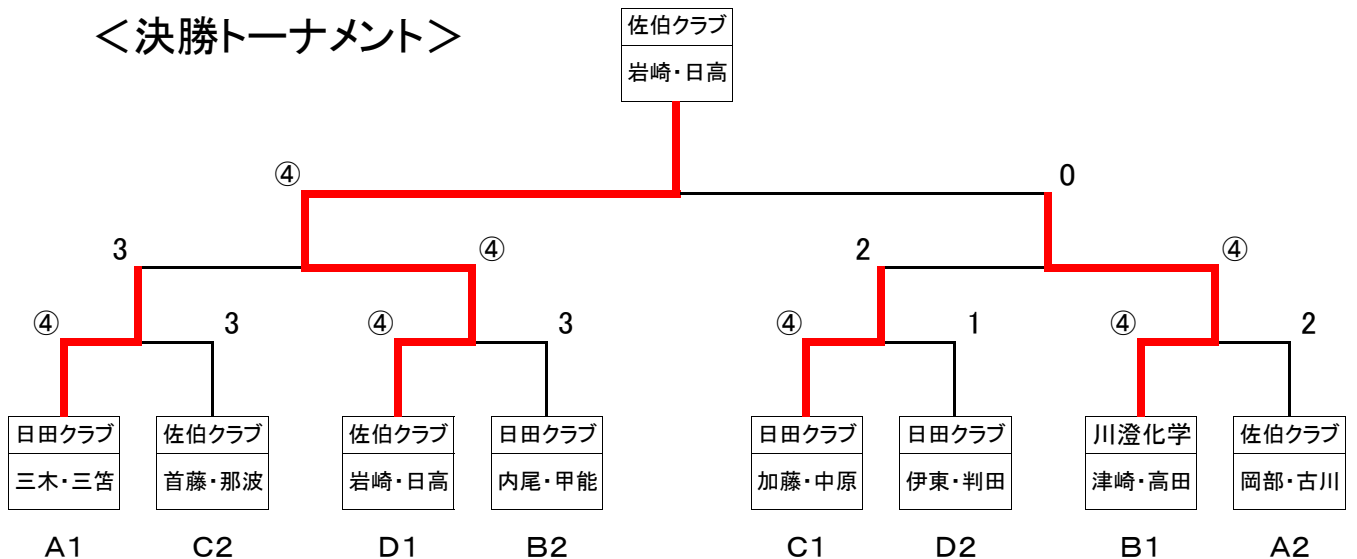 ＜決勝トーナメント＞
佐伯クラブ
岩崎・日高
④
0
3
④
2
④
④
3
④
3
④
1
④
2
日田クラブ
三木・三笘
佐伯クラブ
首藤・那波
佐伯クラブ
岩崎・日高
日田クラブ
内尾・甲能
日田クラブ
加藤・中原
日田クラブ
伊東・判田
川澄化学
津崎・高田
佐伯クラブ
岡部・古川
A1
C2
D1
B2
C1
D2
B1
A2